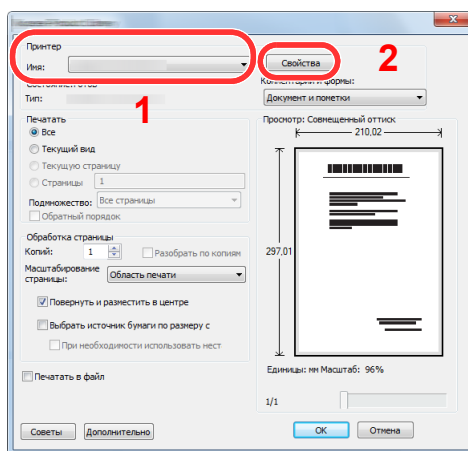 Принтер
Имя:
Свойства
2
Комментарии и формы:
Тип:
1
Документ и пометки
Печатать
Все
Текущий вид
Текущую страницу
Страницы 1
Подмножество: Все страницы
Обратный порядок
Просмотр: Совмещенный оттиск
210,02
297,01
Обработка страницы
Копий: 1 Разобрать по копиям
Масштабирование
страницы: Область печати
Повернуть и разместить в центре
Выбрать источник бумаги по размеру с
При необходимости использовать нест
Печатать в файл
Единицы: мм Масштаб: 96%
1/1
Советы Дополнительно
OK Отмена